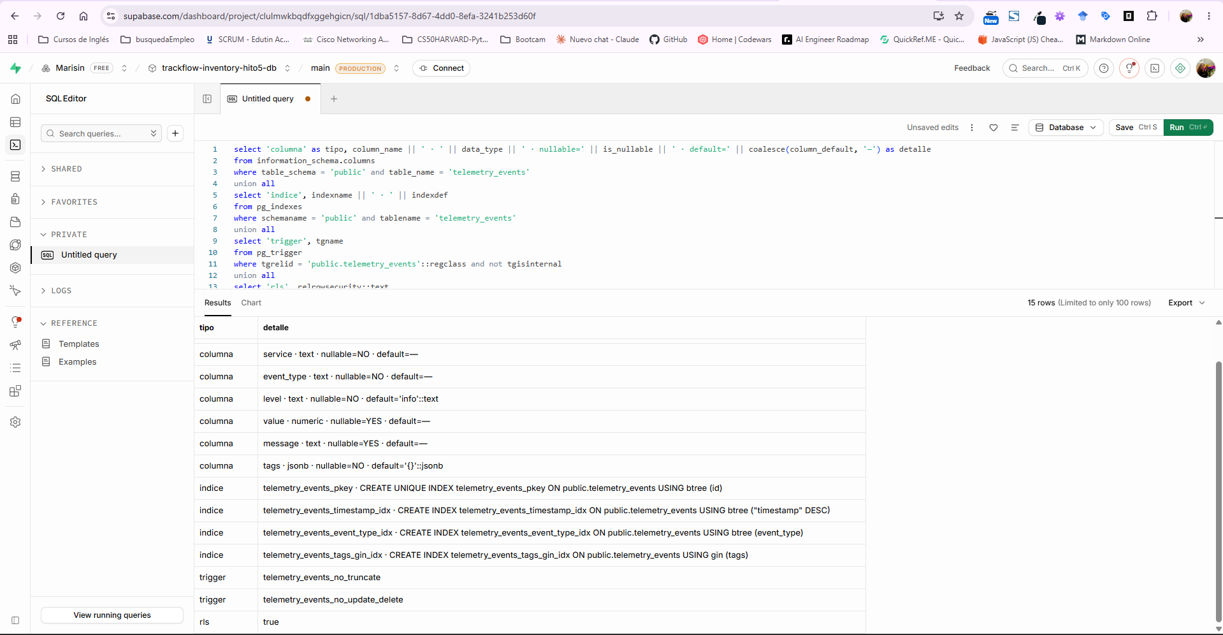 supabase.com/dashboard/project/clulmwkbqdfxggehgicn/sql/1dba5157-8d67-4dd0-8efa-3241b253d60f
New
Cursos de Inglés
busquedaEmpleo
SCRUM - Edutin Ac...
Cisco Networking A...
CS50HARVARD-Pyt...
Bootcam
Nuevo chat - Claude
GitHub
Home | Codewars
AI Engineer Roadmap
QuickRef.ME - Quic...
JavaScript (JS) Chea...
Markdown Online
Marisin FREE / trackflow-inventory-hito5-db / main PRODUCTION Connect
Feedback Search... Ctrl K
SQL Editor
Untitled query
Search queries...
Unsaved edits Database Save Ctrl S Run Ctrl
SHARED
FAVORITES
PRIVATE
Untitled query
LOGS
REFERENCE
Templates
Examples
View running queries
1 select 'columna' as tipo, column_name || ' · ' || data_type || ' · nullable=' || is_nullable || ' · default=' || coalesce(column_default, '—') as detalle
2 from information_schema.columns
3 where table_schema = 'public' and table_name = 'telemetry_events'
4 union all
5 select 'indice', indexname || ' · ' || indexdef
6 from pg_indexes
7 where schemaname = 'public' and tablename = 'telemetry_events'
8 union all
9 select 'trigger', tgname
10 from pg_trigger
11 where tgrelid = 'public.telemetry_events'::regclass and not tgisinternal
12 union all
13 select 'rls', relrowsecurity::text
Results Chart 15 rows (Limited to only 100 rows) Export
tipo detalle
columna service · text · nullable=NO · default=—
columna event_type · text · nullable=NO · default=—
columna level · text · nullable=NO · default='info'::text
columna value · numeric · nullable=YES · default=—
columna message · text · nullable=YES · default=—
columna tags · jsonb · nullable=NO · default='{}'::jsonb
indice telemetry_events_pkey · CREATE UNIQUE INDEX telemetry_events_pkey ON public.telemetry_events USING btree (id)
indice telemetry_events_timestamp_idx · CREATE INDEX telemetry_events_timestamp_idx ON public.telemetry_events USING btree ("timestamp" DESC)
indice telemetry_events_event_type_idx · CREATE INDEX telemetry_events_event_type_idx ON public.telemetry_events USING btree (event_type)
indice telemetry_events_tags_gin_idx · CREATE INDEX telemetry_events_tags_gin_idx ON public.telemetry_events USING gin (tags)
trigger telemetry_events_no_truncate
trigger telemetry_events_no_update_delete
rls true